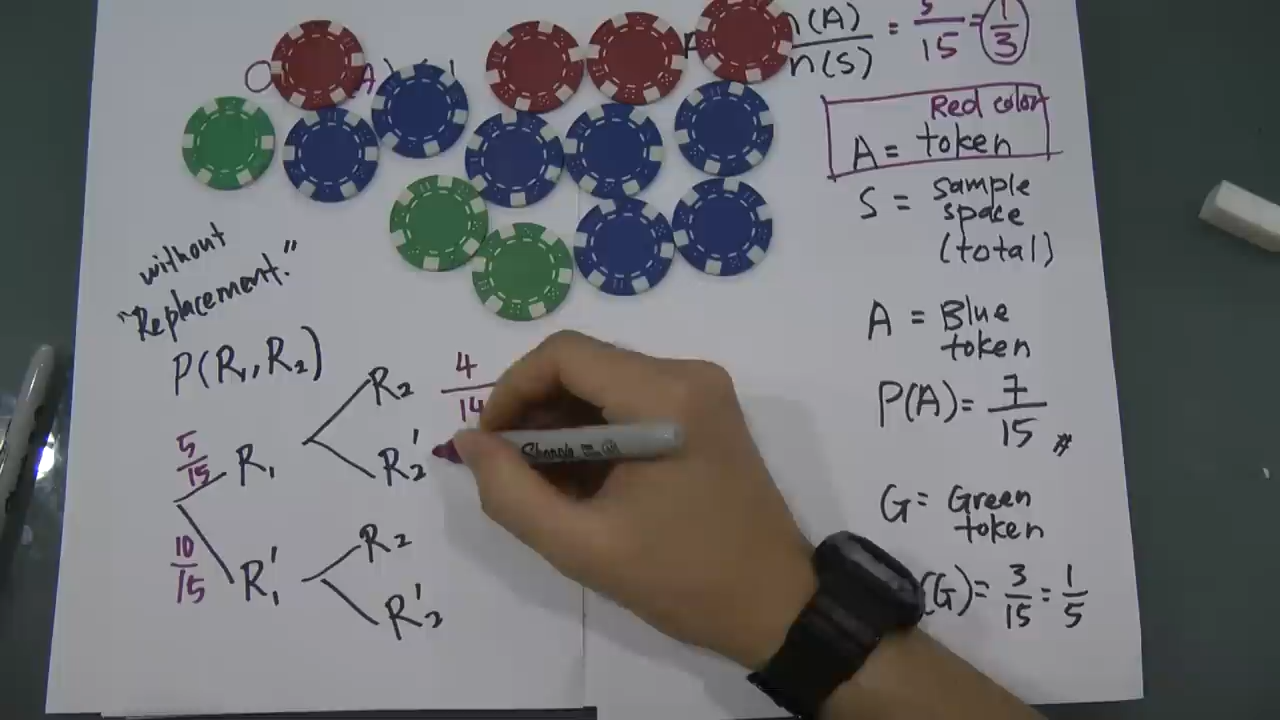 n(A)/n(S) = 5/15 = 1/3
Red color
A = token
S = sample
space
(total)
A = Blue
token
P(A) = 7/15
G = Green
token
(G) = 3/15 = 1/5
without
"Replacement."
P(R₁,R₂)
R₂ 4/14
5/15 R₁
R₂'
10/15 R₁'
R₂
R₂'
Sharpie